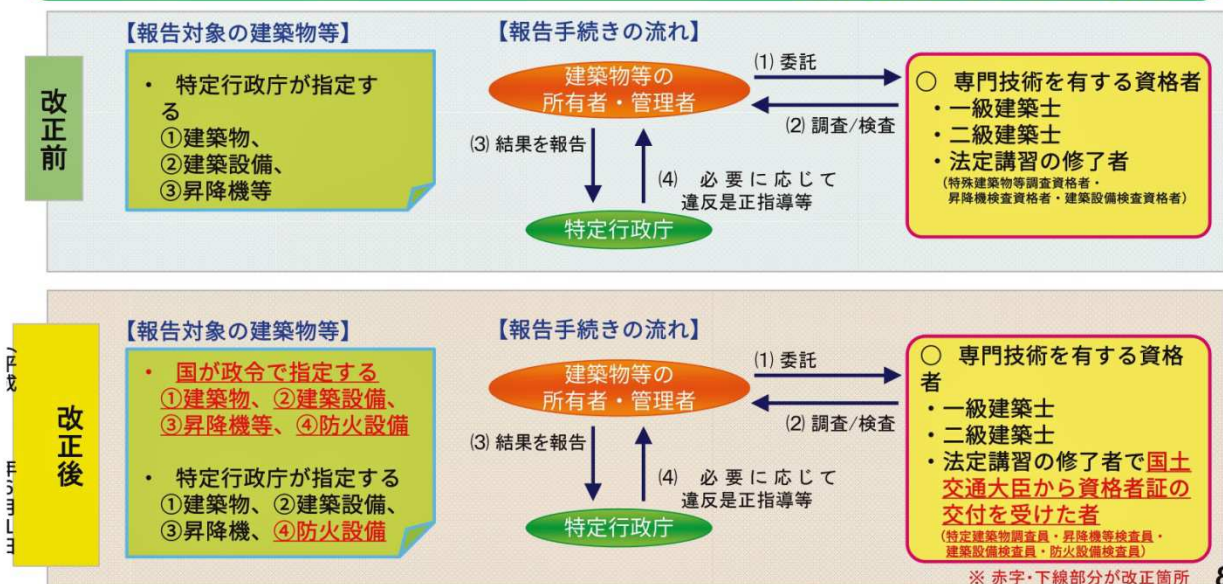 【報告対象の建築物等】
【報告手続きの流れ】
改正前
・ 特定行政庁が指定す
る
①建築物、
②建築設備、
③昇降機等
建築物等の
所有者・管理者
(1) 委託
(2) 調査/検査
(3) 結果を報告
(4) 必要に応じて
違反是正指導等
特定行政庁
○ 専門技術を有する資格者
・一級建築士
・二級建築士
・法定講習の修了者
(特殊建築物等調査資格者・
昇降機検査資格者・建築設備検査資格者)
【報告対象の建築物等】
【報告手続きの流れ】
改正後
・ 国が政令で指定する
①建築物、②建築設備、
③昇降機等、④防火設備
・ 特定行政庁が指定する
①建築物、②建築設備、
③昇降機、④防火設備
建築物等の
所有者・管理者
(1) 委託
(2) 調査/検査
(3) 結果を報告
(4) 必要に応じて
違反是正指導等
特定行政庁
○ 専門技術を有する資格
者
・一級建築士
・二級建築士
・法定講習の修了者で国土
交通大臣から資格者証の
交付を受けた者
(特定建築物調査員・昇降機等検査員・
建築設備検査員・防火設備検査員)
※ 赤字・下線部分が改正箇所